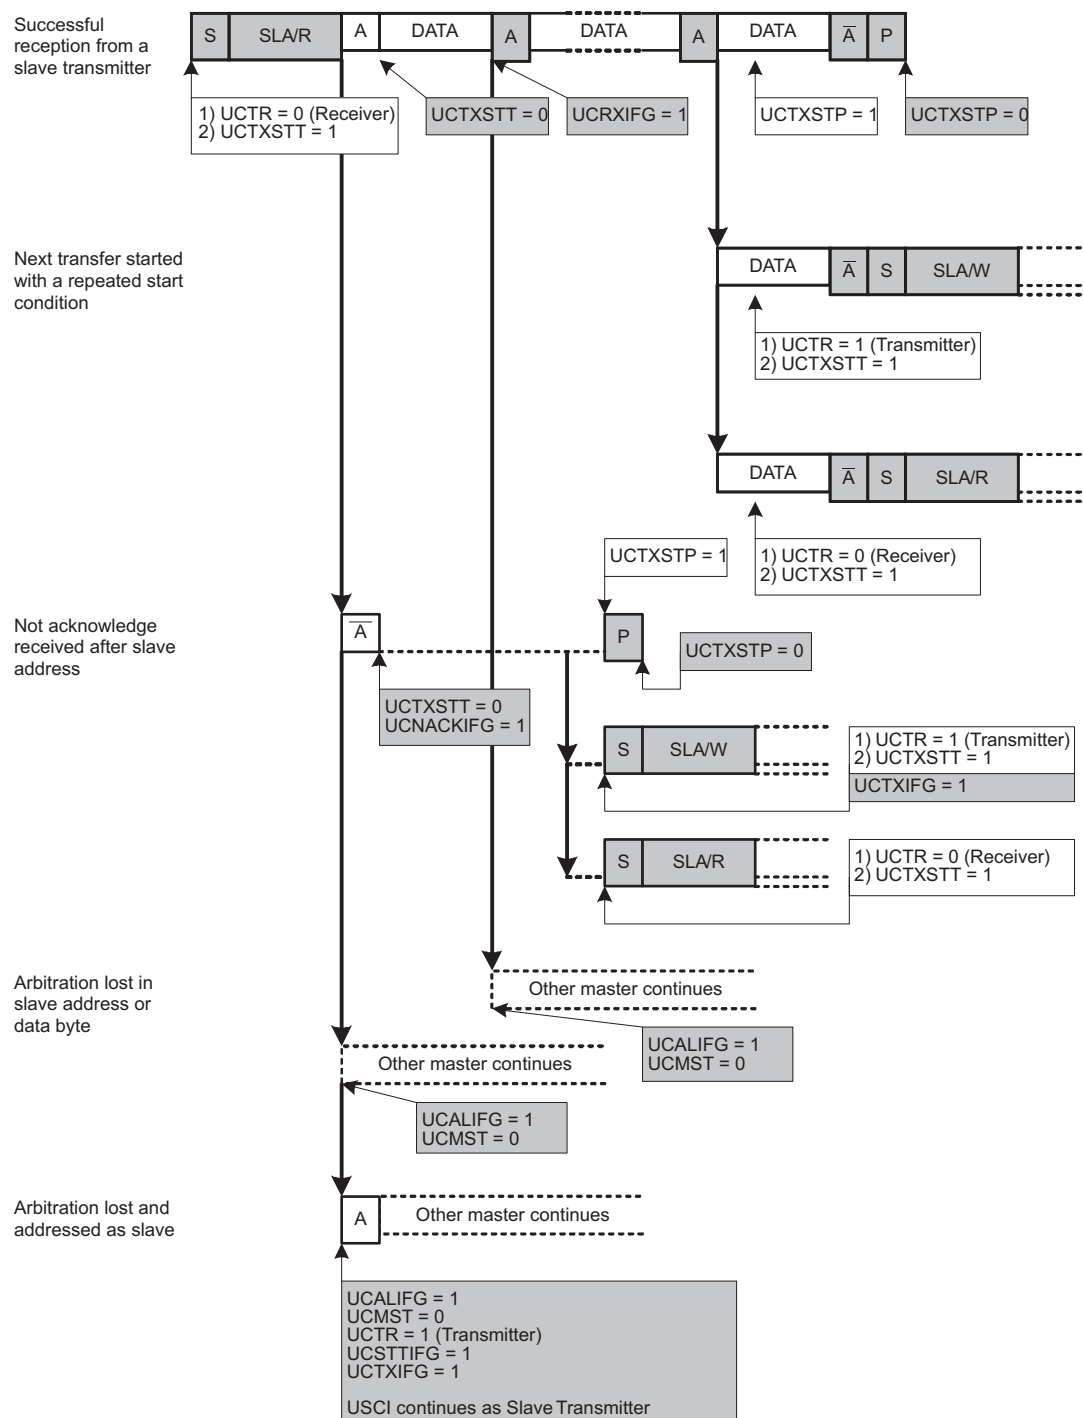 Successful
reception from a
slave transmitter
S SLA/R A DATA A DATA A DATA A̅ P
1) UCTR = 0 (Receiver)
2) UCTXSTT = 1
UCTXSTT = 0
UCRXIFG = 1
UCTXSTP = 1
UCTXSTP = 0
Next transfer started
with a repeated start
condition
DATA A̅ S SLA/W
1) UCTR = 1 (Transmitter)
2) UCTXSTT = 1
DATA A̅ S SLA/R
1) UCTR = 0 (Receiver)
2) UCTXSTT = 1
UCTXSTP = 1
Not acknowledge
received after slave
address
A̅
P
UCTXSTP = 0
UCTXSTT = 0
UCNACKIFG = 1
S SLA/W
1) UCTR = 1 (Transmitter)
2) UCTXSTT = 1
UCTXIFG = 1
S SLA/R
1) UCTR = 0 (Receiver)
2) UCTXSTT = 1
Arbitration lost in
slave address or
data byte
Other master continues
UCALIFG = 1
UCMST = 0
Other master continues
UCALIFG = 1
UCMST = 0
Arbitration lost and
addressed as slave
A Other master continues
UCALIFG = 1
UCMST = 0
UCTR = 1 (Transmitter)
UCSTTIFG = 1
UCTXIFG = 1
USCI continues as Slave Transmitter